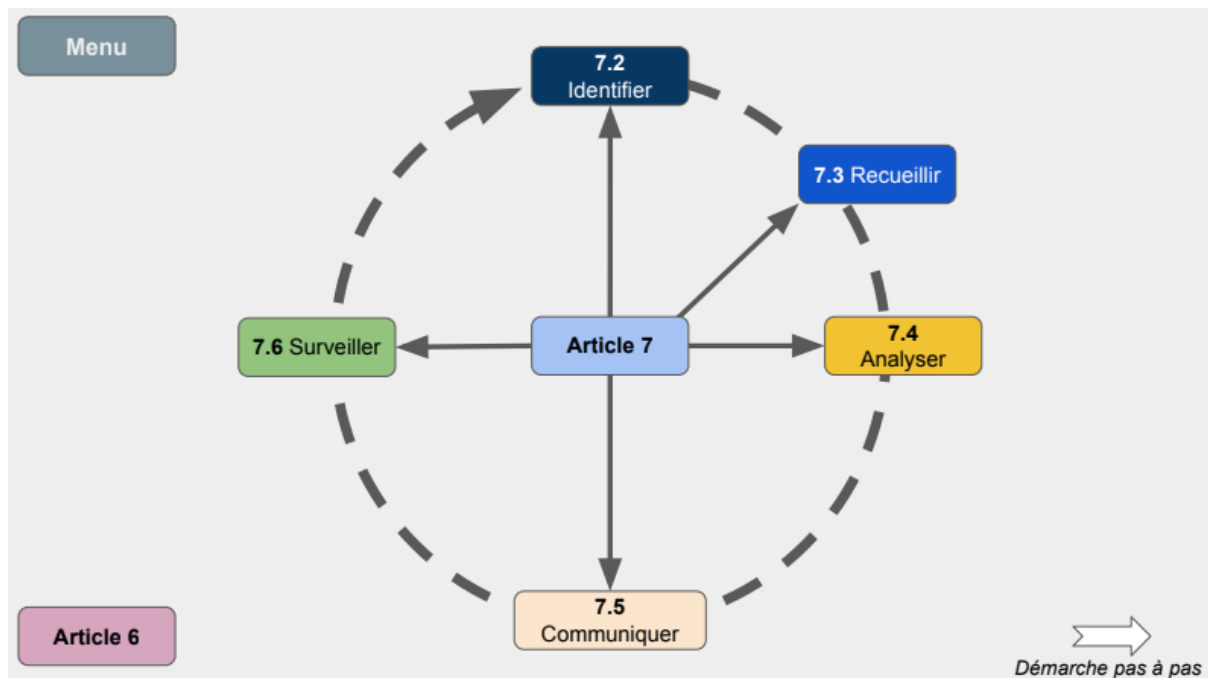 Menu
7.2
Identifier
7.3 Recueillir
7.6 Surveiller
Article 7
7.4
Analyser
7.5
Communiquer
Article 6
Démarche pas à pas